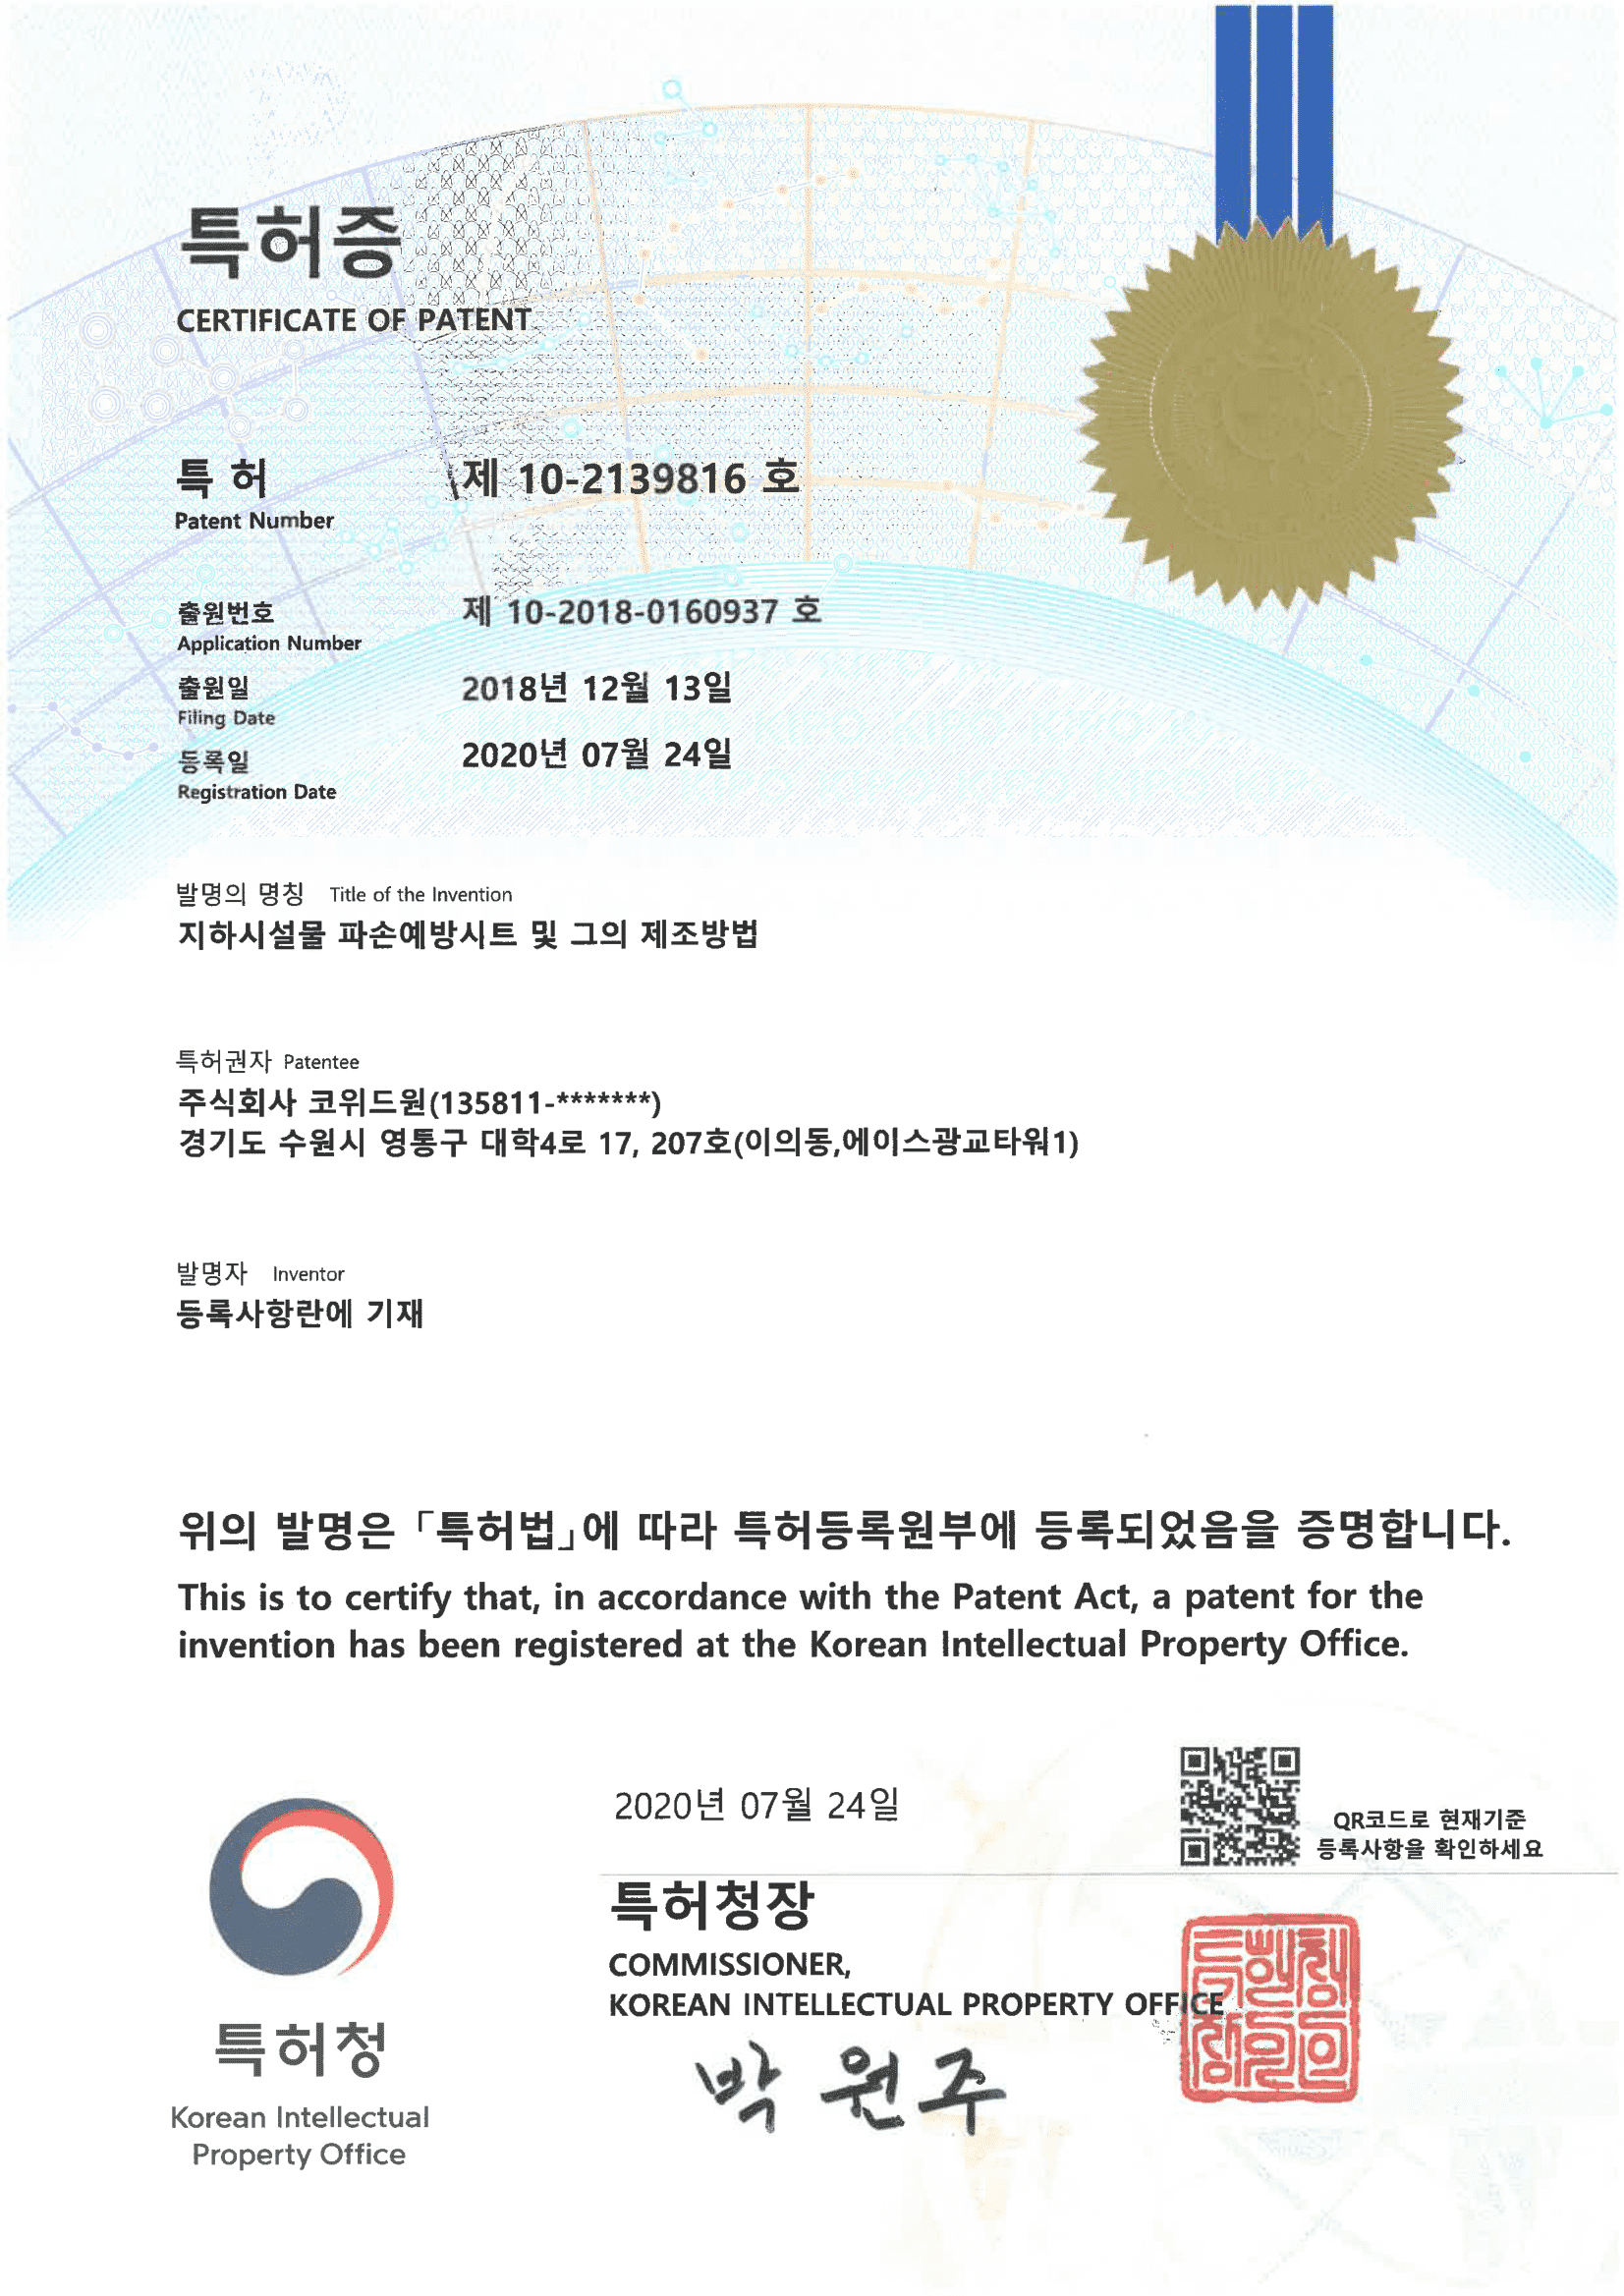 특허증
CERTIFICATE OF PATENT
특 허
Patent Number
제 10-2139816 호
출원번호
Application Number
제 10-2018-0160937 호
출원일
Filing Date
2018년 12월 13일
등록일
Registration Date
2020년 07월 24일
발명의 명칭 Title of the Invention
지하시설물 파손예방시트 및 그의 제조방법
특허권자 Patentee
주식회사 코위드원(135811-*******)
경기도 수원시 영통구 대학4로 17, 207호(이의동,에이스광교타워1)
발명자 Inventor
등록사항란에 기재
위의 발명은 「특허법」에 따라 특허등록원부에 등록되었음을 증명합니다.
This is to certify that, in accordance with the Patent Act, a patent for the
invention has been registered at the Korean Intellectual Property Office.
2020년 07월 24일
QR코드로 현재기준
등록사항을 확인하세요
특허청장
COMMISSIONER,
KOREAN INTELLECTUAL PROPERTY OFFICE
박 원 주
특허청
Korean Intellectual
Property Office